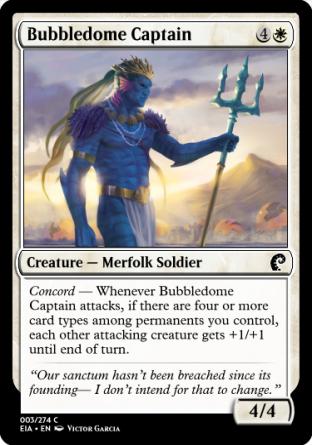 Bubbledome Captain 4
Creature — Merfolk Soldier
Concord — Whenever Bubbledome
Captain attacks, if there are four or more
card types among permanents you control,
each other attacking creature gets +1/+1
until end of turn.
“Our sanctum hasn’t been breached since its
founding— I don’t intend for that to change.”
4/4
003/274 C
EIA • EN Victor Garcia